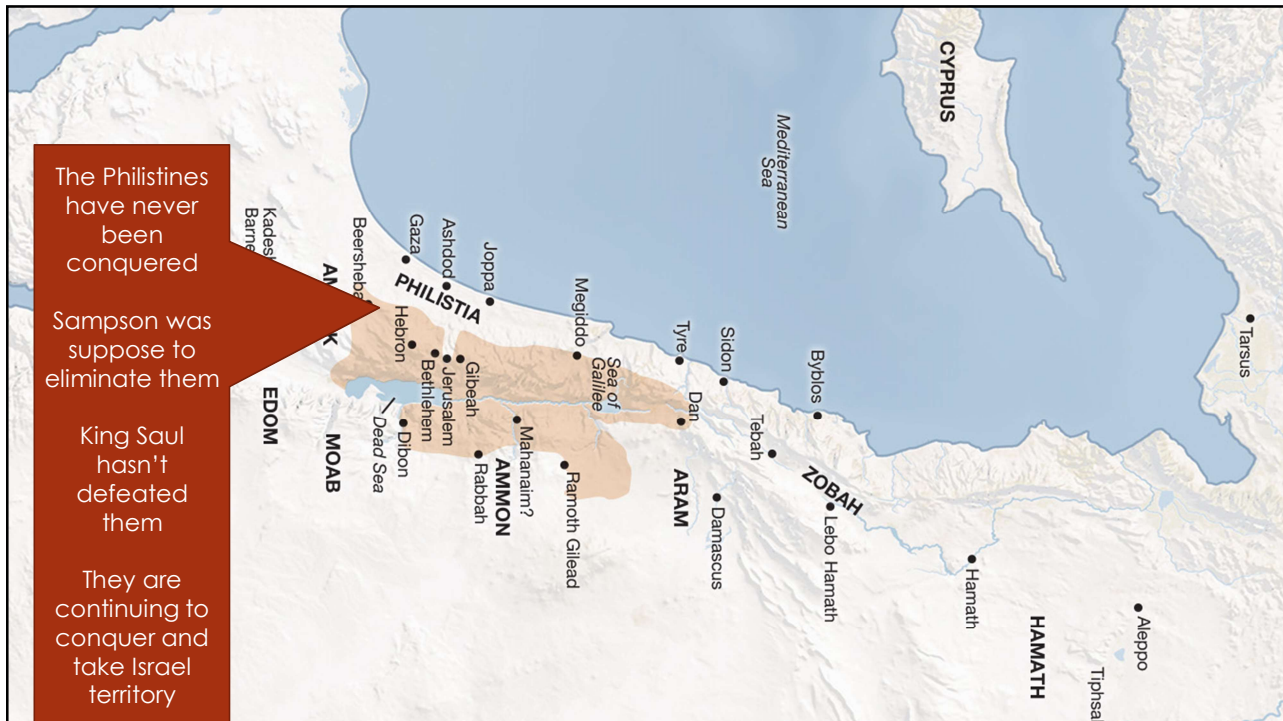 The Philistines
have never
been
conquered
Sampson was
suppose to
eliminate them
King Saul
hasn't
defeated
them
They are
continuing to
conquer and
take Israel
territory
CYPRUS
Mediterranean
Sea
Tarsus
Beersheba
Gaza
Ashdod
Joppa
PHILISTIA
Megiddo
Tyre
Sidon
Byblos
Hebron
Bethlehem
Jerusalem
Gibeah
Sea of
Galilee
Dan
Tebah
ZOBAH
EDOM
MOAB
Dead Sea
Dibon
Rabbah
AMMON
Mahanaim?
Ramoth Gilead
ARAM
Damascus
Lebo Hamath
Hamath
HAMATH
Aleppo
Tiphsa